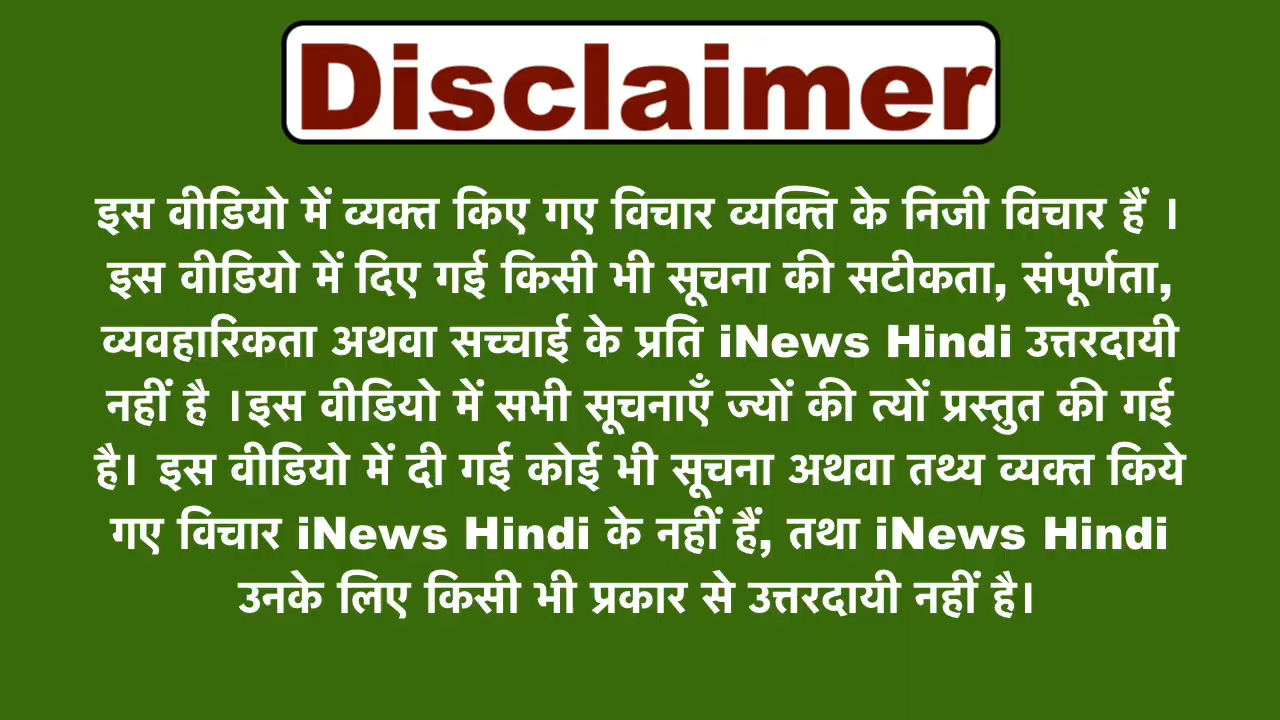 Disclaimer
इस वीडियो में व्यक्त किए गए विचार व्यक्ति के निजी विचार हैं ।
इस वीडियो में दिए गई किसी भी सूचना की सटीकता, संपूर्णता,
व्यवहारिकता अथवा सच्चाई के प्रति iNews Hindi उत्तरदायी
नहीं है ।इस वीडियो में सभी सूचनाएँ ज्यों की त्यों प्रस्तुत की गई
है। इस वीडियो में दी गई कोई भी सूचना अथवा तथ्य व्यक्त किये
गए विचार iNews Hindi के नहीं हैं, तथा iNews Hindi
उनके लिए किसी भी प्रकार से उत्तरदायी नहीं है।